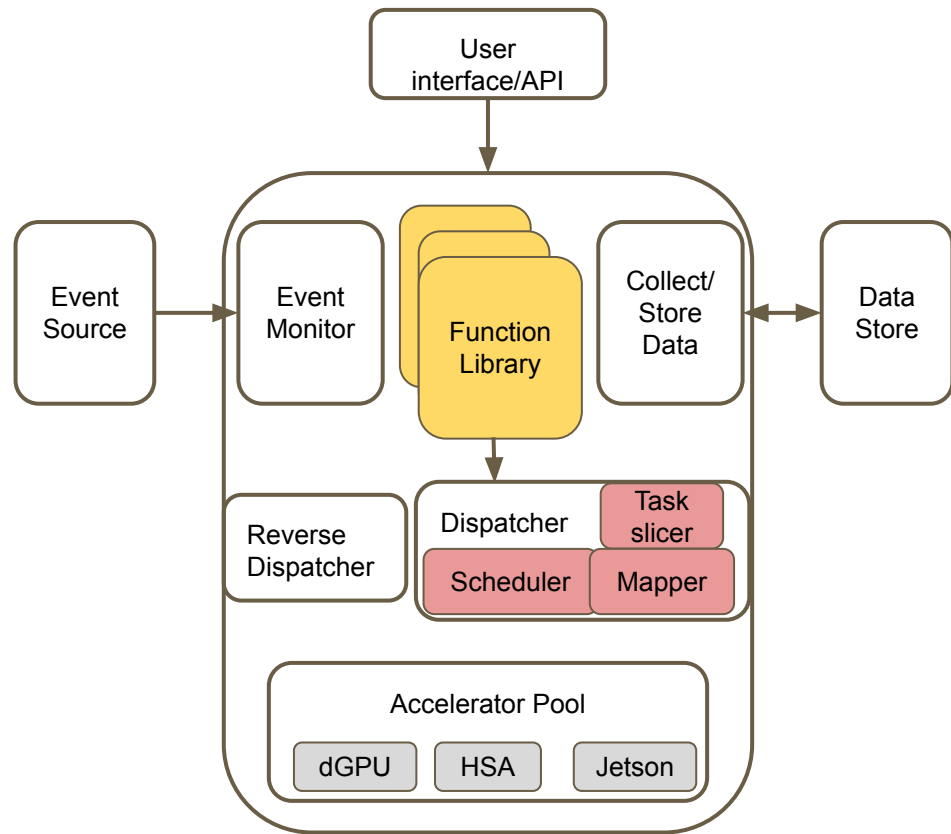 User
interface/API
Event
Source
Event
Monitor
Function
Library
Collect/
Store
Data
Data
Store
Reverse
Dispatcher
Dispatcher
Task
slicer
Scheduler
Mapper
Accelerator Pool
dGPU
HSA
Jetson